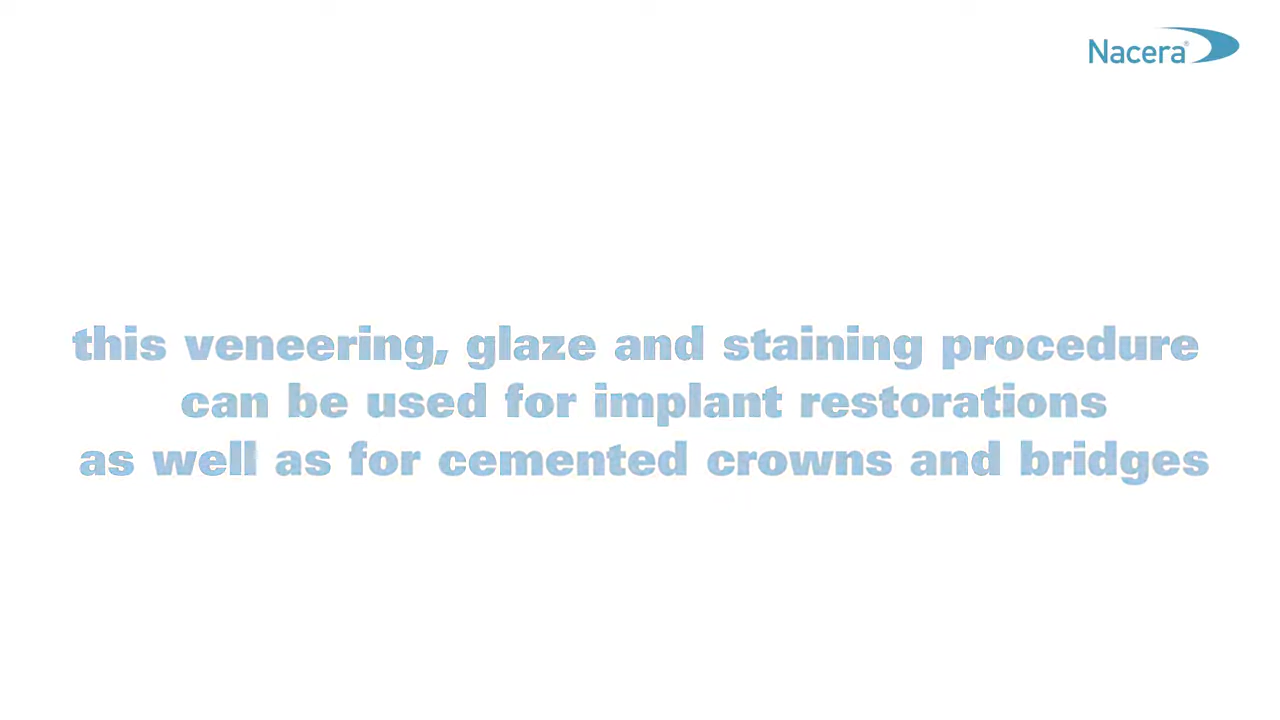 Nacera®
this veneering, glaze and staining procedure
can be used for implant restorations
as well as for cemented crowns and bridges